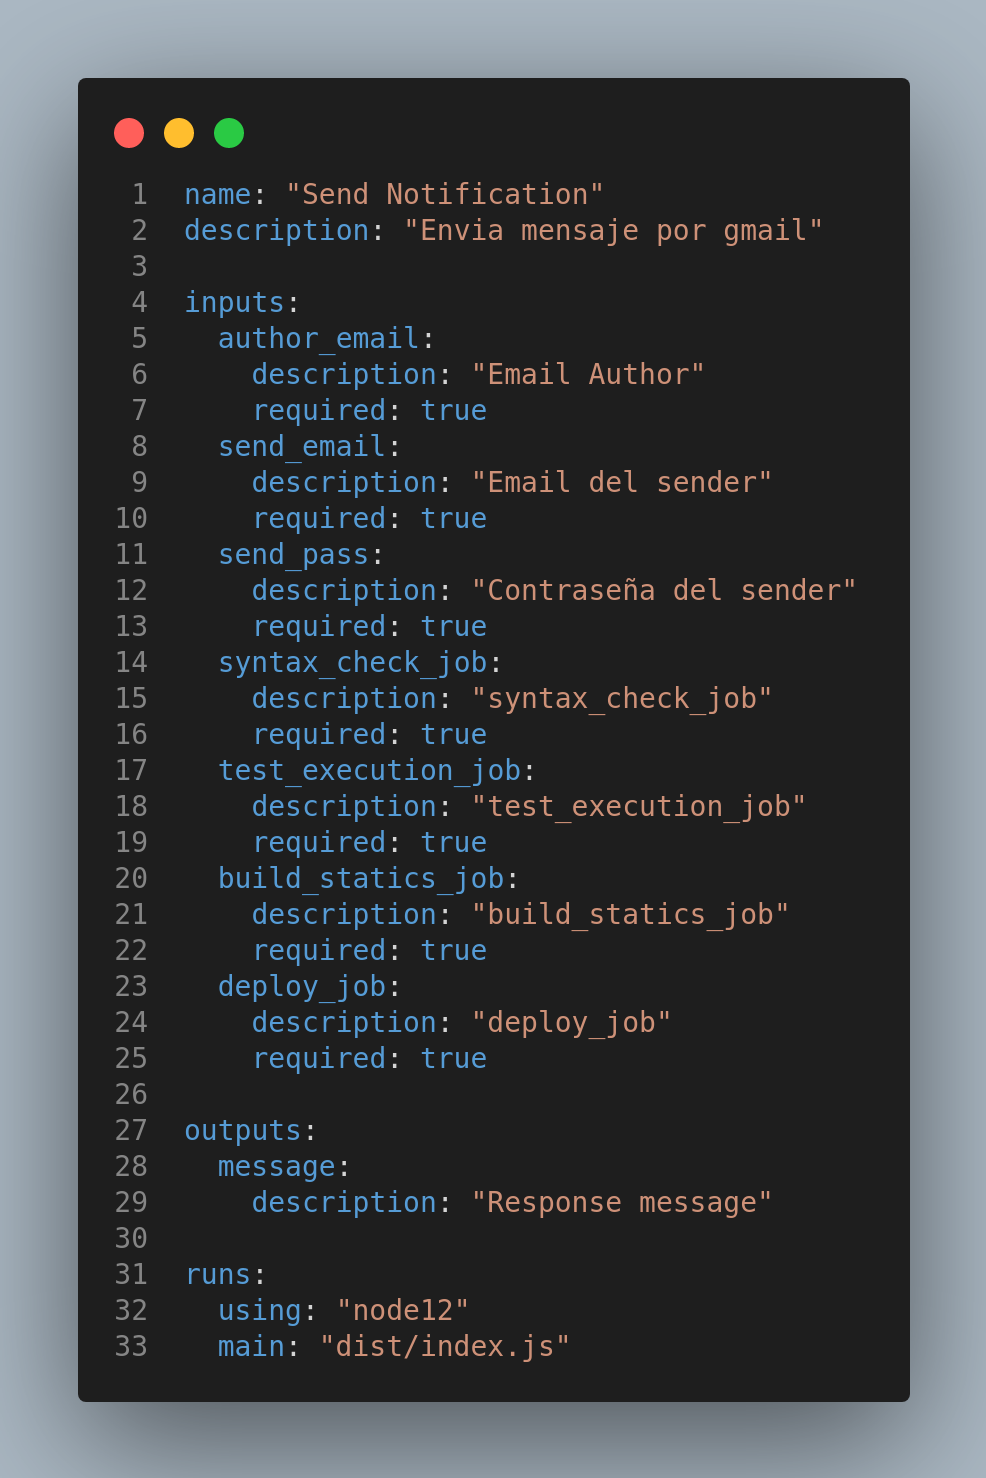 1 name: "Send Notification"
2 description: "Envia mensaje por gmail"
3
4 inputs:
5   author_email:
6     description: "Email Author"
7     required: true
8   send_email:
9     description: "Email del sender"
10     required: true
11   send_pass:
12     description: "Contraseña del sender"
13     required: true
14   syntax_check_job:
15     description: "syntax_check_job"
16     required: true
17   test_execution_job:
18     description: "test_execution_job"
19     required: true
20   build_statics_job:
21     description: "build_statics_job"
22     required: true
23   deploy_job:
24     description: "deploy_job"
25     required: true
26
27 outputs:
28   message:
29     description: "Response message"
30
31 runs:
32   using: "node12"
33   main: "dist/index.js"